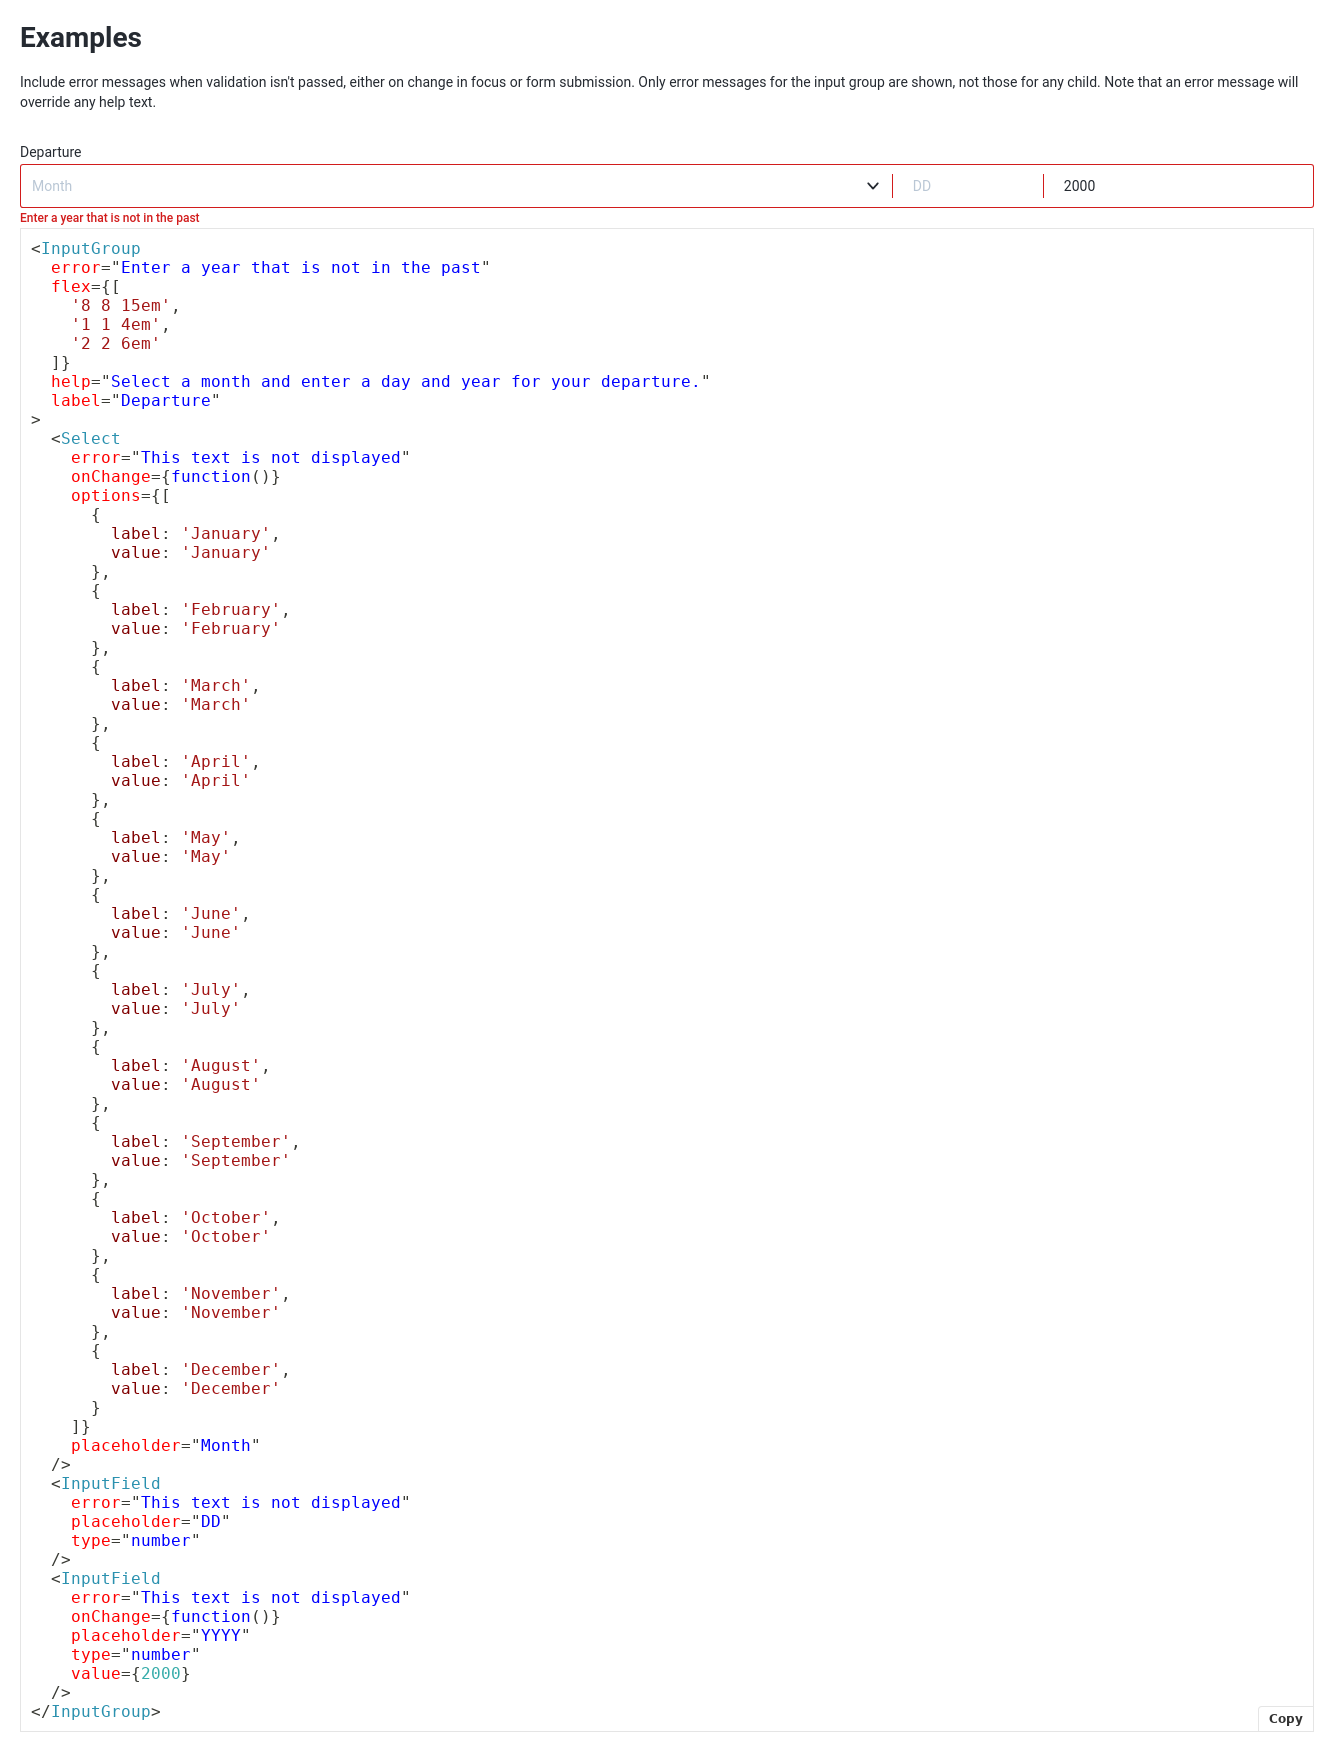 Examples
Include error messages when validation isn't passed, either on change in focus or form submission. Only error messages for the input group are shown, not those for any child. Note that an error message will
override any help text.
Departure
Month DD 2000
Enter a year that is not in the past
<InputGroup
  error="Enter a year that is not in the past"
  flex={[
    '8 8 15em',
    '1 1 4em',
    '2 2 6em'
  ]}
  help="Select a month and enter a day and year for your departure."
  label="Departure"
>
  <Select
    error="This text is not displayed"
    onChange={function()}
    options={[
      {
        label: 'January',
        value: 'January'
      },
      {
        label: 'February',
        value: 'February'
      },
      {
        label: 'March',
        value: 'March'
      },
      {
        label: 'April',
        value: 'April'
      },
      {
        label: 'May',
        value: 'May'
      },
      {
        label: 'June',
        value: 'June'
      },
      {
        label: 'July',
        value: 'July'
      },
      {
        label: 'August',
        value: 'August'
      },
      {
        label: 'September',
        value: 'September'
      },
      {
        label: 'October',
        value: 'October'
      },
      {
        label: 'November',
        value: 'November'
      },
      {
        label: 'December',
        value: 'December'
      }
    ]}
    placeholder="Month"
  />
  <InputField
    error="This text is not displayed"
    placeholder="DD"
    type="number"
  />
  <InputField
    error="This text is not displayed"
    onChange={function()}
    placeholder="YYYY"
    type="number"
    value={2000}
  />
</InputGroup>
Copy